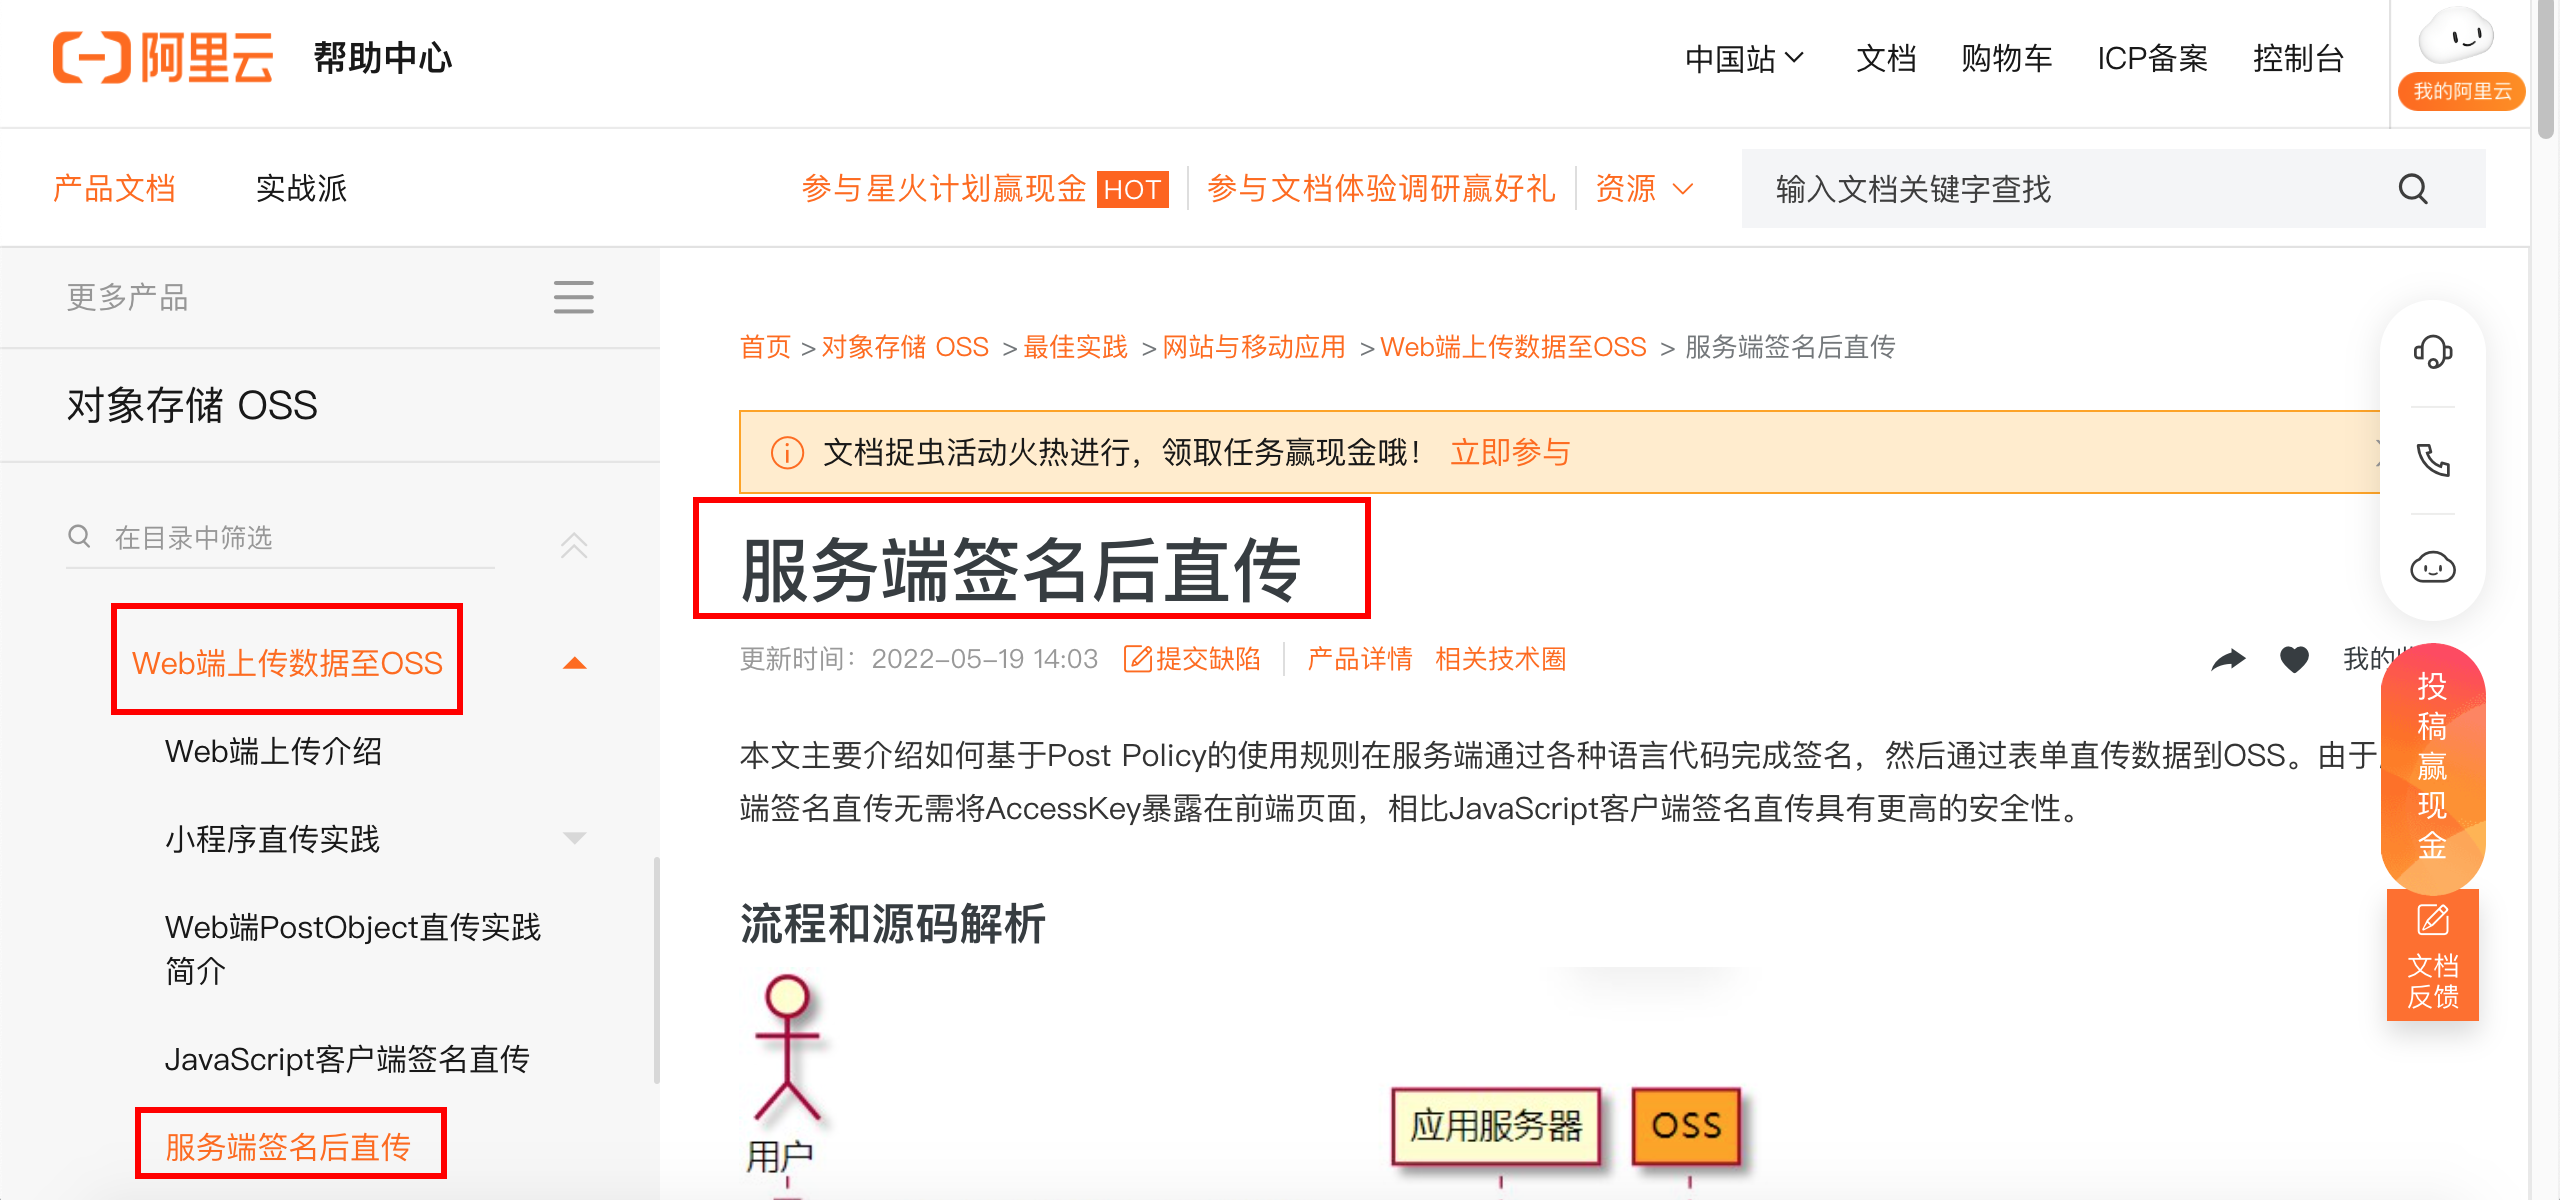 阿里云 帮助中心
中国站 文档 购物车 ICP备案 控制台
我的阿里云
产品文档 实战派
参与星火计划赢现金 HOT 参与文档体验调研赢好礼 资源
输入文档关键字查找
更多产品
对象存储 OSS
在目录中筛选
Web端上传数据至OSS
Web端上传介绍
小程序直传实践
Web端PostObject直传实践
简介
JavaScript客户端签名直传
服务端签名后直传
首页 > 对象存储 OSS > 最佳实践 > 网站与移动应用 > Web端上传数据至OSS > 服务端签名后直传
文档捉虫活动火热进行，领取任务赢现金哦！ 立即参与
服务端签名后直传
更新时间：2022-05-19 14:03 提交缺陷 产品详情 相关技术圈
我的
本文主要介绍如何基于Post Policy的使用规则在服务端通过各种语言代码完成签名，然后通过表单直传数据到OSS。由于
端签名直传无需将AccessKey暴露在前端页面，相比JavaScript客户端签名直传具有更高的安全性。
流程和源码解析
用户
应用服务器
OSS
投
稿
赢
现
金
文档
反馈